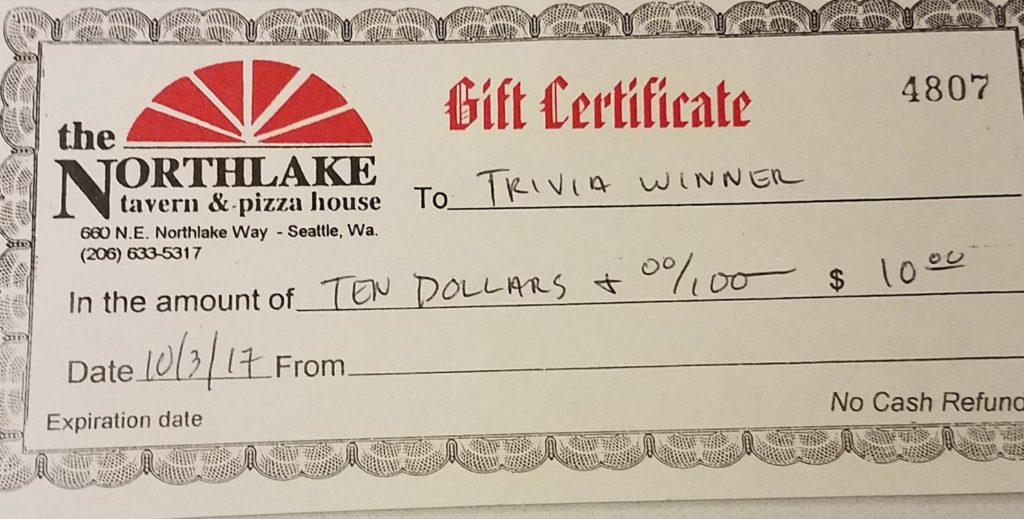 the
NORTHLAKE
tavern & pizza house
660 N.E. Northlake Way - Seattle, Wa.
(206) 633-5317
Gift Certificate
4807
To TRIVIA WINNER
In the amount of TEN DOLLARS + 00/100 $ 10 00
Date 10/3/17 From
Expiration date
No Cash Refund